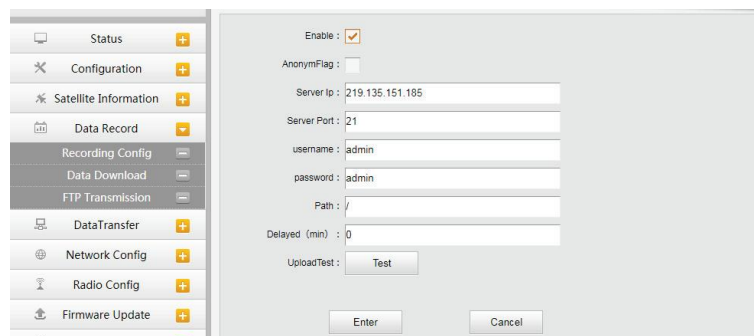 Status
Configuration
Satellite Information
Data Record
Recording Config
Data Download
FTP Transmission
DataTransfer
Network Config
Radio Config
Firmware Update
Enable :
AnonymFlag :
Server Ip : 219.135.151.185
Server Port : 21
username : admin
password : admin
Path : /
Delayed（min） : 0
UploadTest : Test
Enter Cancel